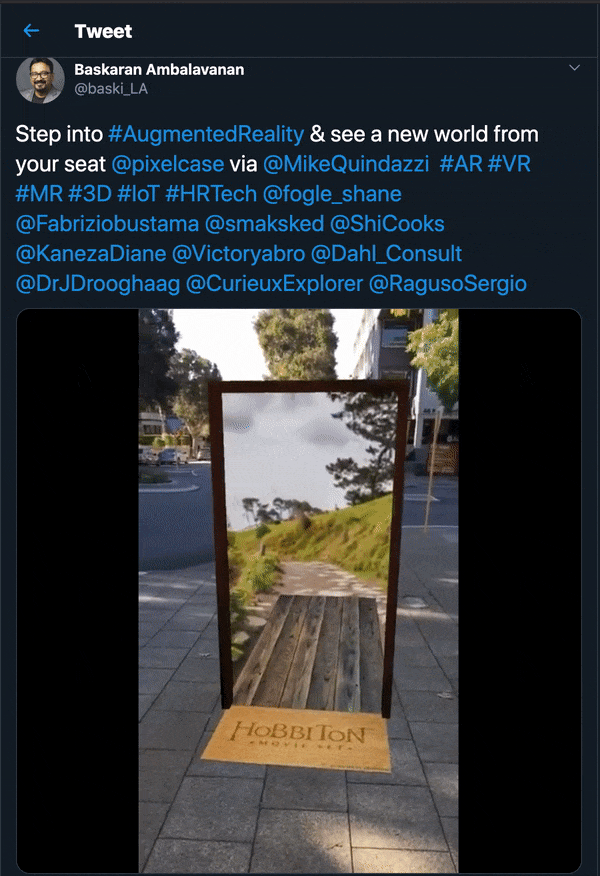 Tweet
Baskaran Ambalavanan
@baski_LA
Step into #AugmentedReality & see a new world from
your seat @pixelcase via @MikeQuindazzi #AR #VR
#MR #3D #IoT #HRTech @fogle_shane
@Fabriziobustama @smaksked @ShiCooks
@KanezaDiane @Victoryabro @Dahl_Consult
@DrJDrooghaag @CurieuxExplorer @RagusoSergio
HOBBITON
MOVIE SET